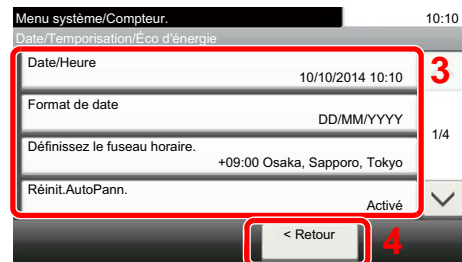 Menu système/Compteur.
10:10
Date/Temporisation/Éco d'énergie
Date/Heure
10/10/2014 10:10
3
Format de date
DD/MM/YYYY
1/4
Définissez le fuseau horaire.
+09:00 Osaka, Sapporo, Tokyo
Réinit.AutoPann.
Activé
< Retour
4